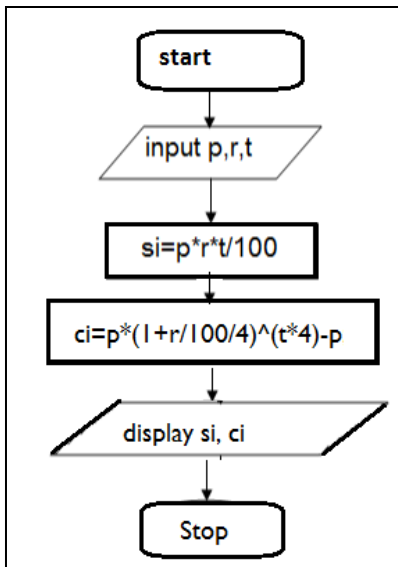 start
input p,r,t
si=p*r*t/100
ci=p*(1+r/100/4)^(t*4)-p
display si, ci
Stop